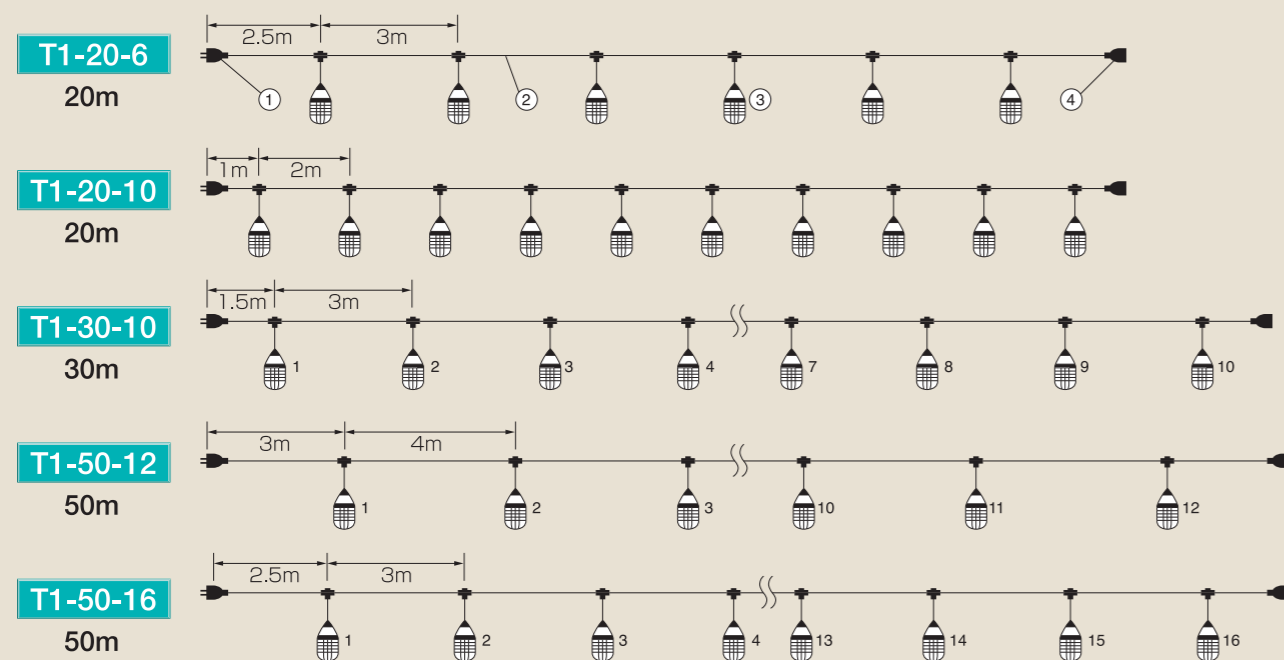 2.5m 3m
T1-20-6
20m
① ② ③ ④
1m 2m
T1-20-10
20m
1.5m 3m
T1-30-10
30m
1 2 3 4 7 8 9 10
3m 4m
T1-50-12
50m
1 2 3 10 11 12
2.5m 3m
T1-50-16
50m
1 2 3 4 13 14 15 16